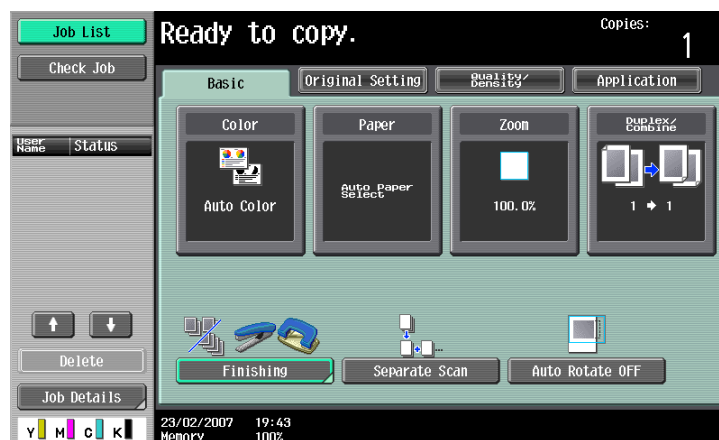 Job List
Ready to copy.
Copies:
1
Check Job
Basic
Original Setting
Quality/
Density
Application
User
Name
Status
Color
Auto Color
Paper
Auto Paper
Select
Zoom
100.0%
Duplex/
Combine
1 → 1
↑ ↓
Delete
Job Details
Finishing
Separate Scan
Auto Rotate OFF
Y M C K
23/02/2007 19:43
Memory 100%